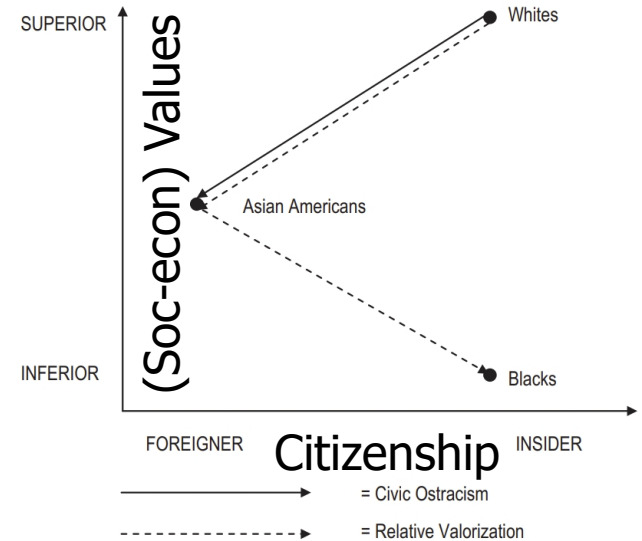 SUPERIOR
Whites
(Soc-econ) Values
Asian Americans
INFERIOR
Blacks
FOREIGNER
Citizenship
INSIDER
= Civic Ostracism
= Relative Valorization